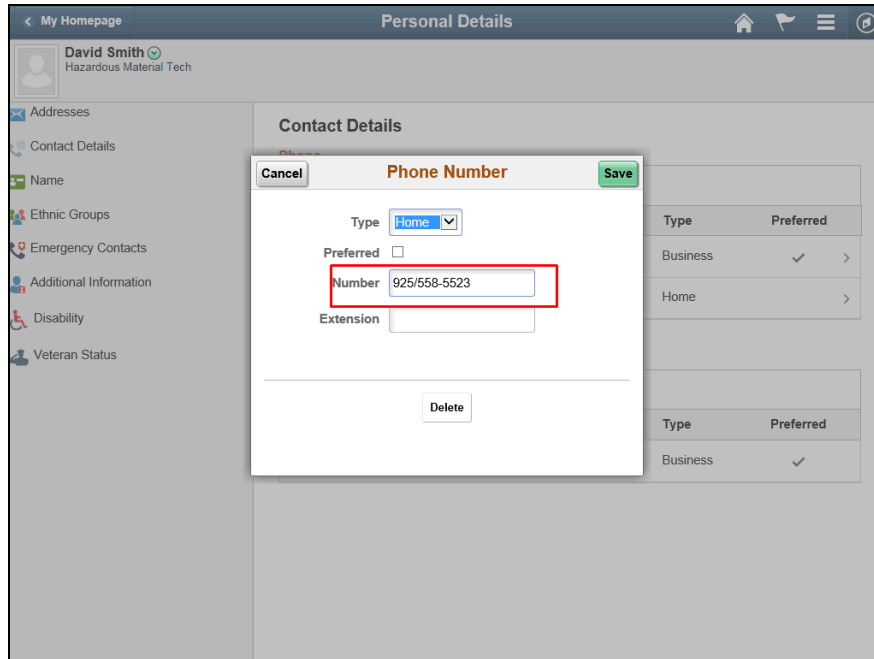 My Homepage
Personal Details
David Smith
Hazardous Material Tech
Addresses
Contact Details
Name
Ethnic Groups
Emergency Contacts
Additional Information
Disability
Veteran Status
Contact Details
Phone
Cancel
Phone Number
Save
Type Home
Preferred
Number 925/558-5523
Extension
Delete
Type Preferred
Business
Home
Type Preferred
Business